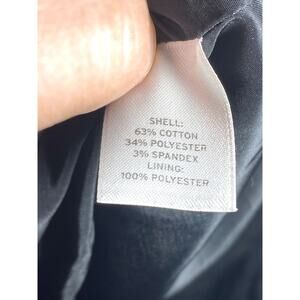 SHELL:
63% COTTON
34% POLYESTER
3% SPANDEX
LINING:
100% POLYESTER